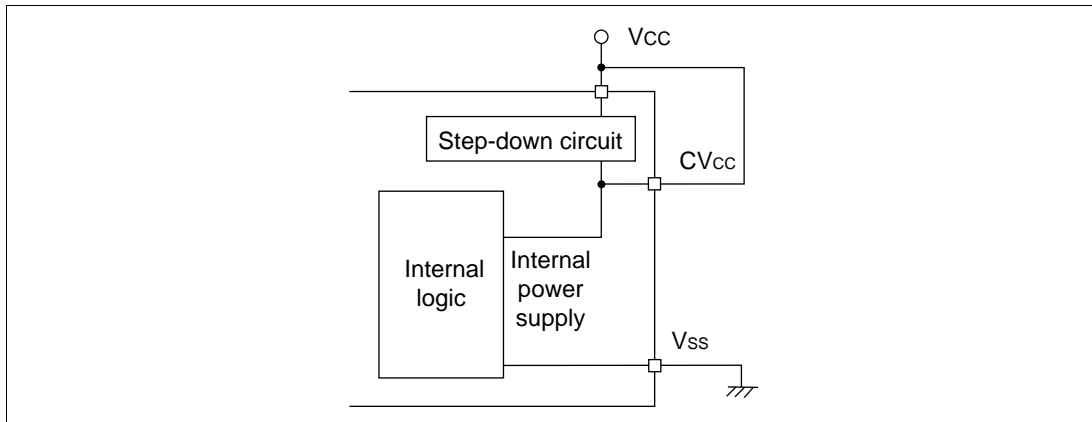 Vcc
Step-down circuit
CVcc
Internal
logic
Internal
power
supply
Vss